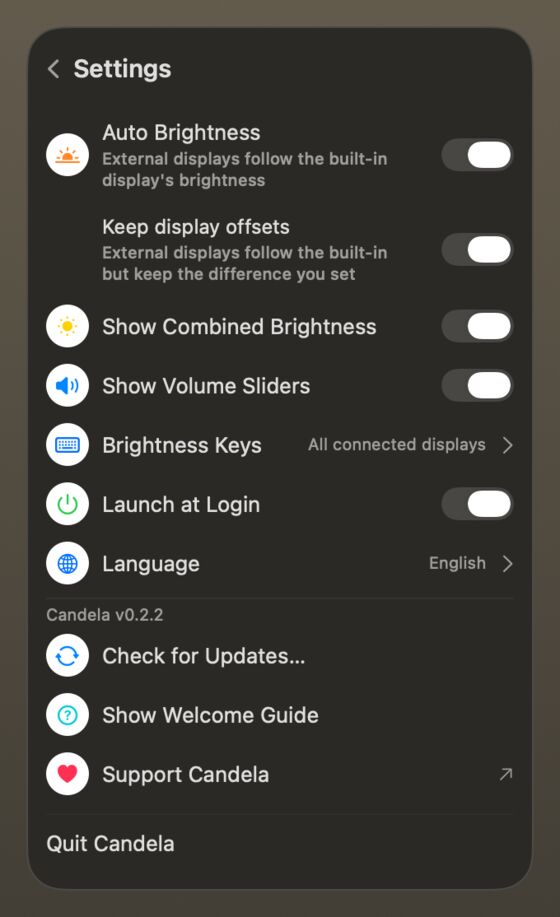 Settings
Auto Brightness
External displays follow the built-in
display's brightness
Keep display offsets
External displays follow the built-in
but keep the difference you set
Show Combined Brightness
Show Volume Sliders
Brightness Keys All connected displays
Launch at Login
Language English
Candela v0.2.2
Check for Updates...
Show Welcome Guide
Support Candela
Quit Candela